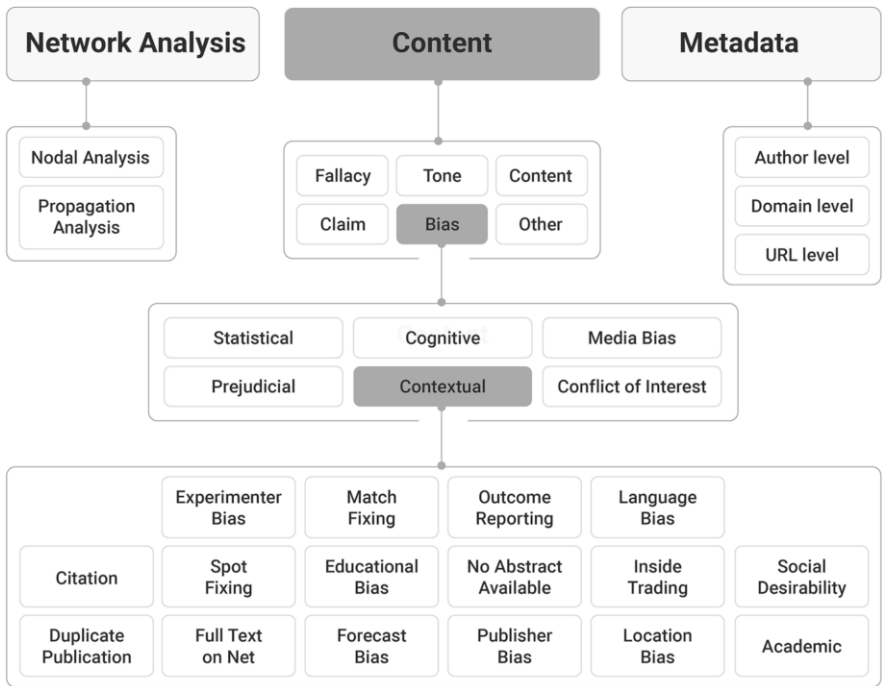 Network Analysis
Content
Metadata
Nodal Analysis
Propagation
Analysis
Fallacy
Tone
Content
Claim
Bias
Other
Author level
Domain level
URL level
Statistical
Cognitive
Media Bias
Prejudicial
Contextual
Conflict of Interest
Experimenter
Bias
Match
Fixing
Outcome
Reporting
Language
Bias
Citation
Spot
Fixing
Educational
Bias
No Abstract
Available
Inside
Trading
Social
Desirability
Duplicate
Publication
Full Text
on Net
Forecast
Bias
Publisher
Bias
Location
Bias
Academic